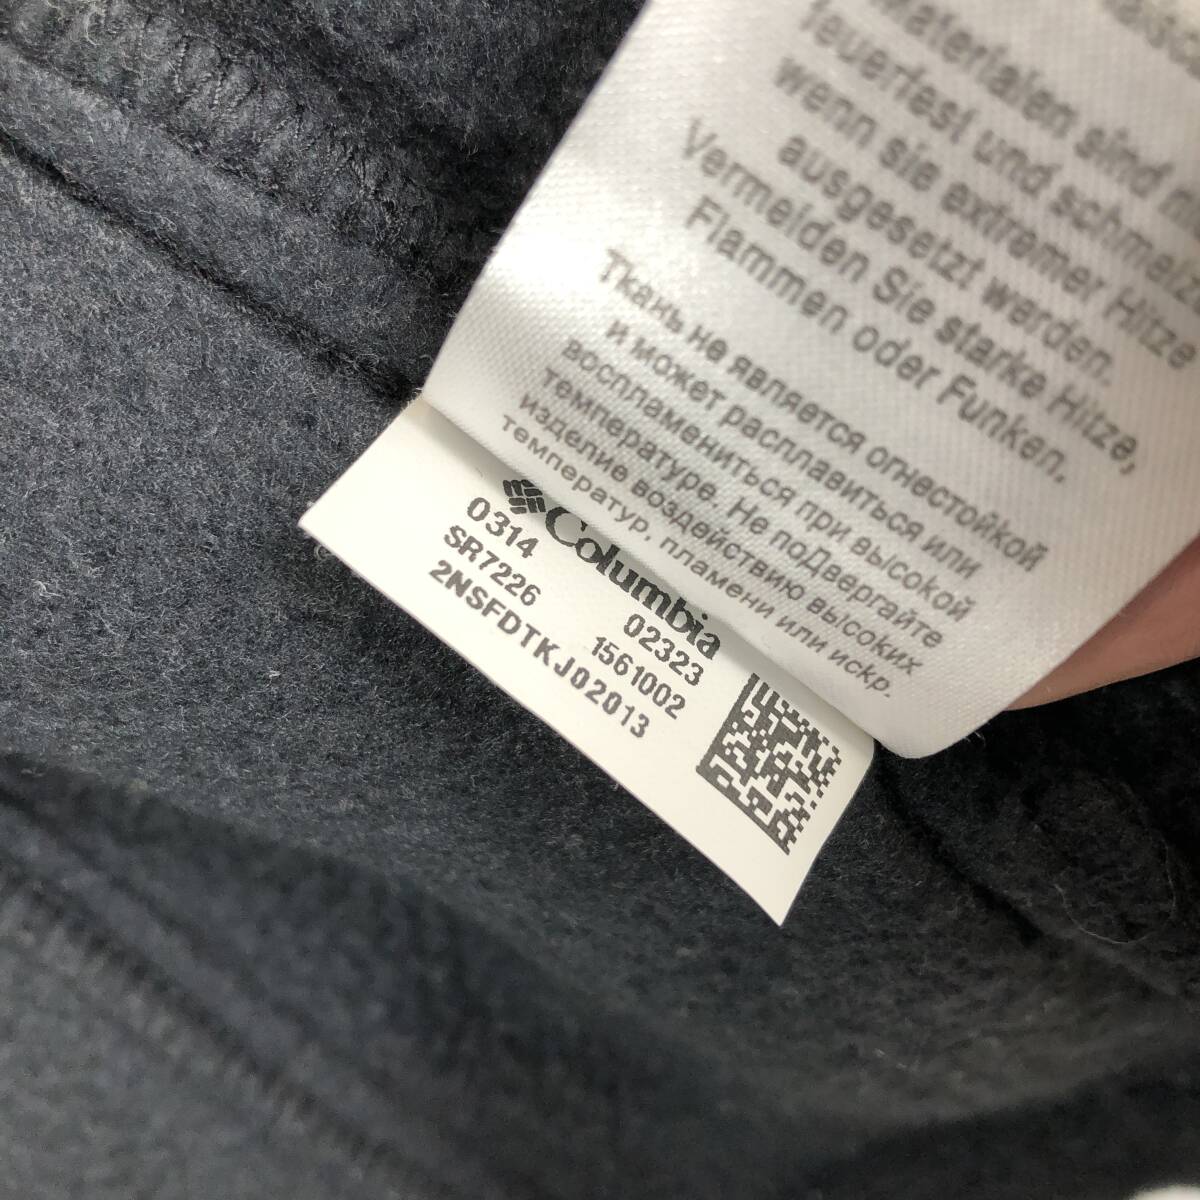 Materialen sind
feuerfest und
wenn sie extremer Hitze
ausgesetzt werden.
Vermeiden Sie starke Hitze,
Flammen oder Funken.
Ткань не является огнестойкой
и может расплавиться или
воспламениться при высокой
температуре. Не поДвергайте
изделие воздействию высоких
температур, пламени или искр.
Columbia
0314 02323
SR7226 1561002
2NSFDTKJ02013